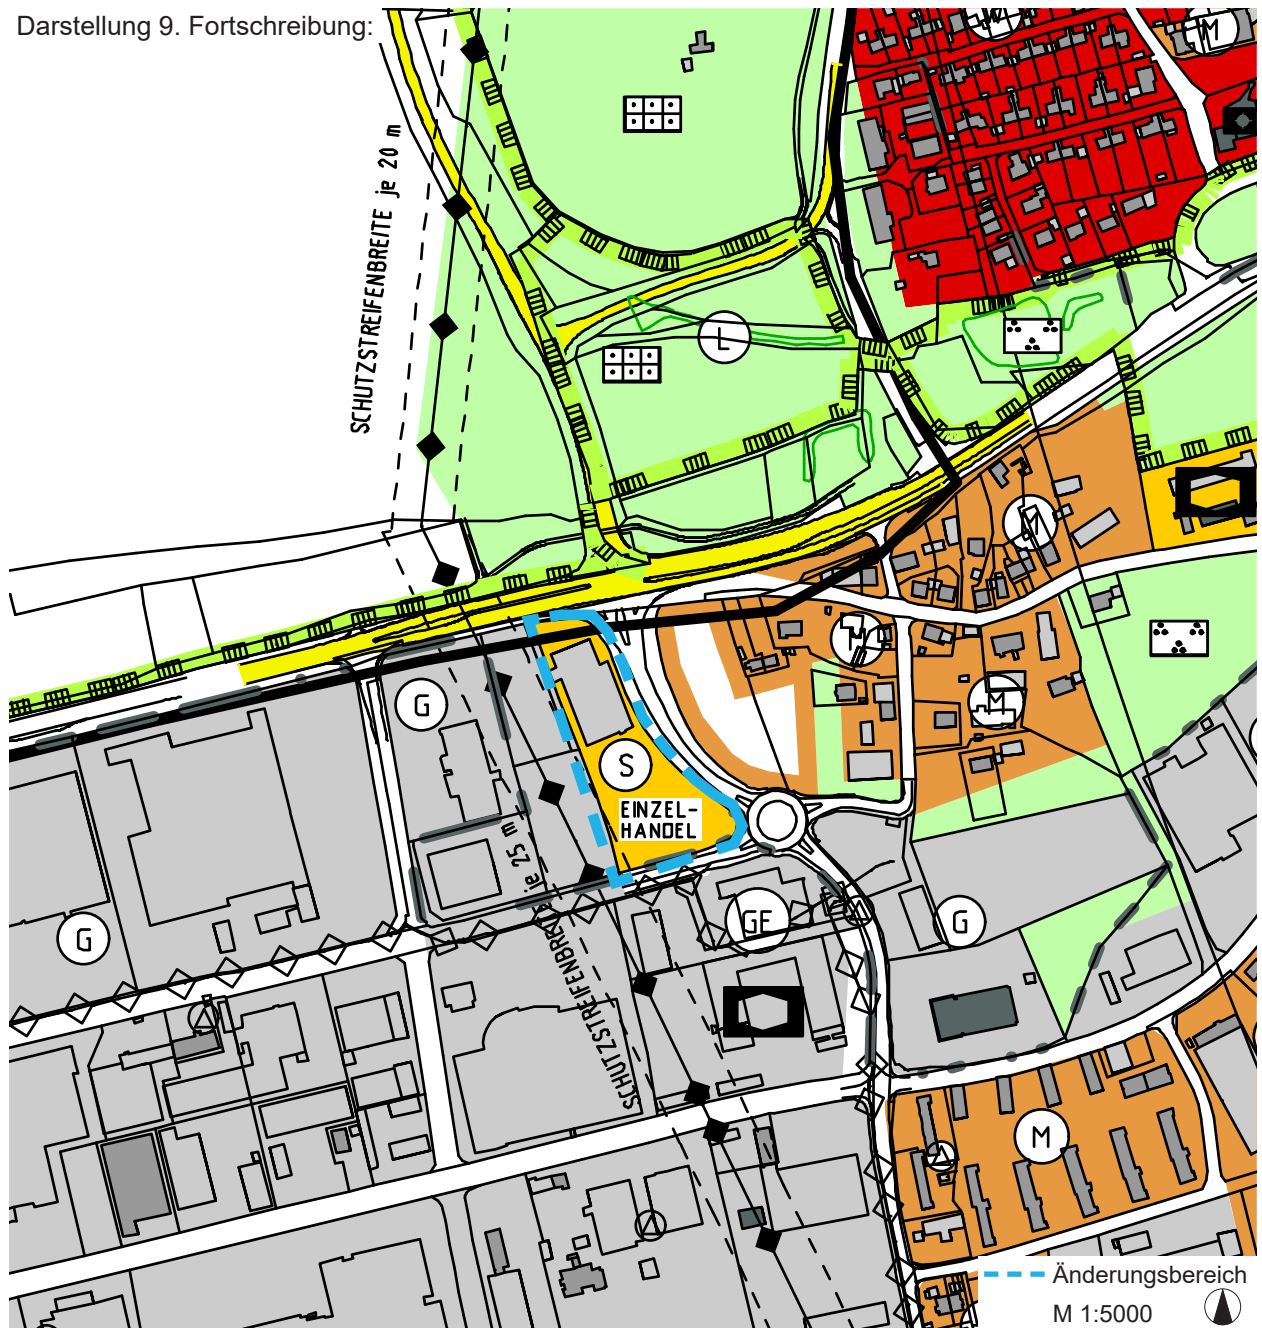 Darstellung 9. Fortschreibung:
M
M
SCHUTZSTREIFENBREITE je 20 m
L
M
M
M
G
S
EINZEL-
HANDEL
SCHUTZSTREIFENBREITE je 25 m
G
GE
G
M
Änderungsbereich
M 1:5000